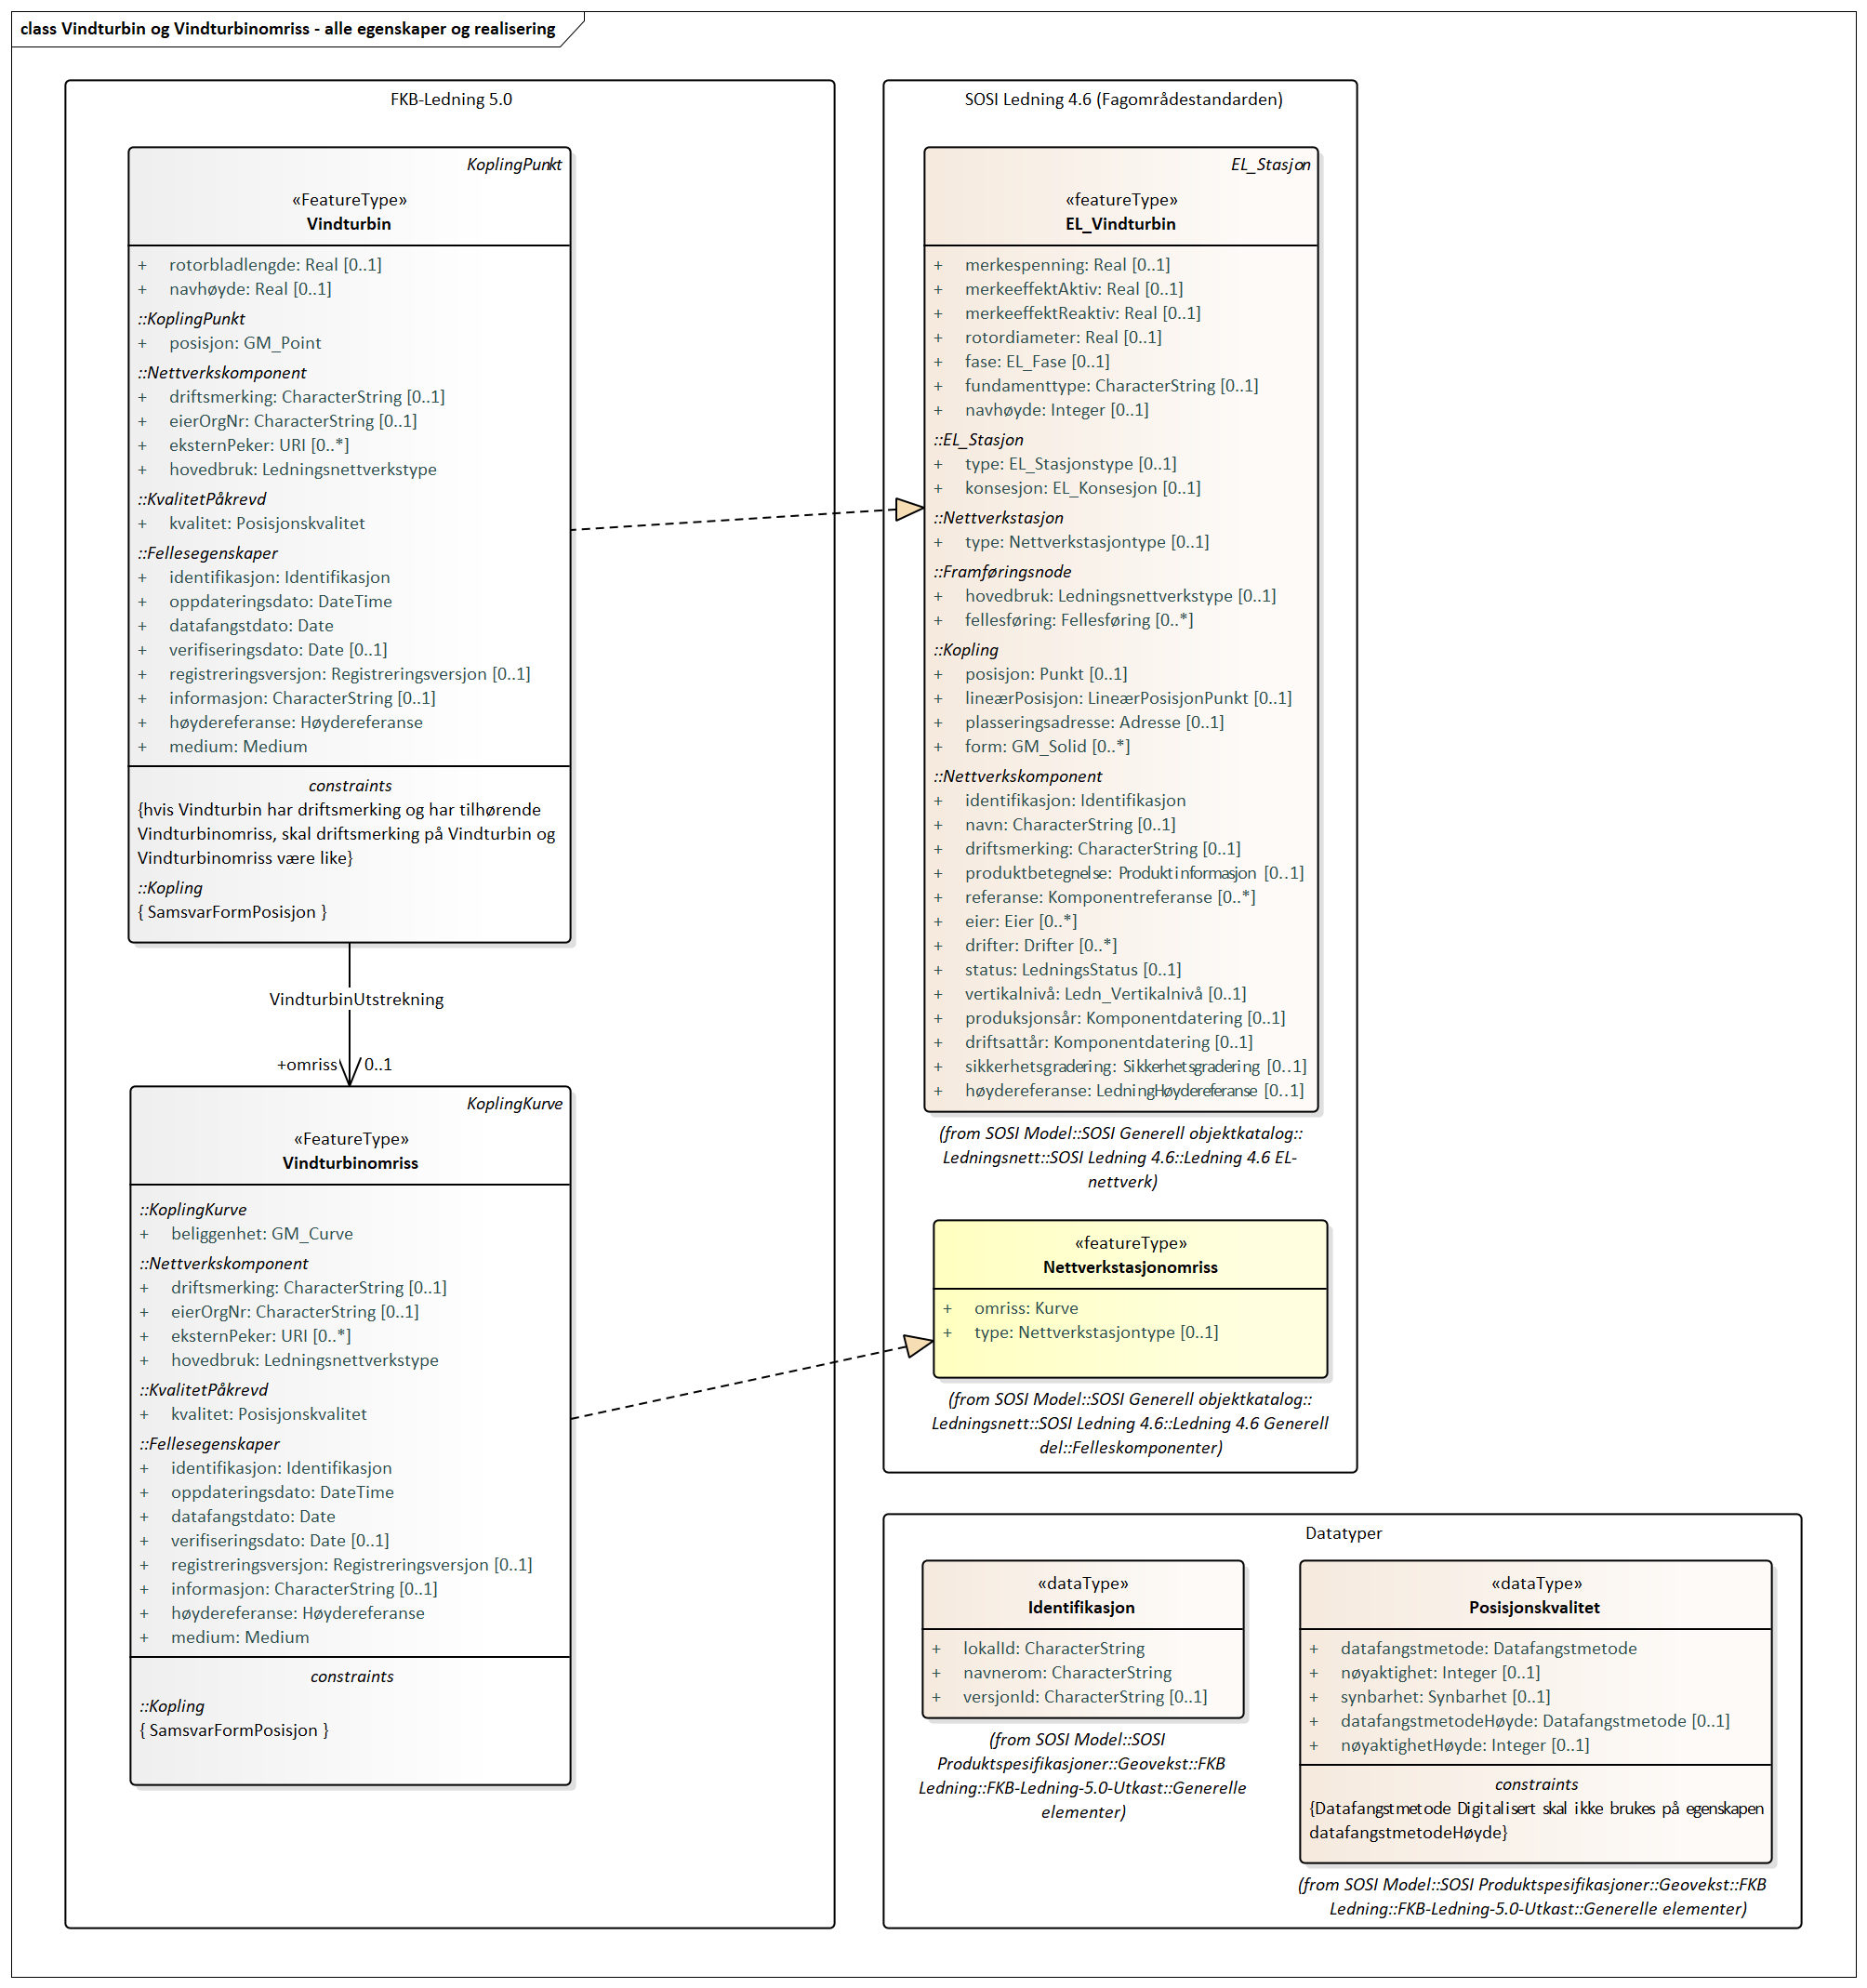 class Vindturbin og Vindturbinomriss - alle egenskaper og realisering
FKB-Ledning 5.0
KoplingPunkt
«FeatureType»
Vindturbin
+ rotorbladlengde: Real [0..1]
+ navhøyde: Real [0..1]
::KoplingPunkt
+ posisjon: GM_Point
::Nettverkskomponent
+ driftsmerking: CharacterString [0..1]
+ eierOrgNr: CharacterString [0..1]
+ eksternPeker: URI [0..*]
+ hovedbruk: Ledningsnettverkstype
::KvalitetPåkrevd
+ kvalitet: Posisjonskvalitet
::Fellesegenskaper
+ identifikasjon: Identifikasjon
+ oppdateringsdato: DateTime
+ datafangstdato: Date
+ verifiseringsdato: Date [0..1]
+ registreringsversjon: Registreringsversjon [0..1]
+ informasjon: CharacterString [0..1]
+ høydereferanse: Høydereferanse
+ medium: Medium
constraints
{hvis Vindturbin har driftsmerking og har tilhørende
Vindturbinomriss, skal driftsmerking på Vindturbin og
Vindturbinomriss være like}
::Kopling
{ SamsvarFormPosisjon }
VindturbinUtstrekning
+omriss 0..1
KoplingKurve
«FeatureType»
Vindturbinomriss
::KoplingKurve
+ beliggenhet: GM_Curve
::Nettverkskomponent
+ driftsmerking: CharacterString [0..1]
+ eierOrgNr: CharacterString [0..1]
+ eksternPeker: URI [0..*]
+ hovedbruk: Ledningsnettverkstype
::KvalitetPåkrevd
+ kvalitet: Posisjonskvalitet
::Fellesegenskaper
+ identifikasjon: Identifikasjon
+ oppdateringsdato: DateTime
+ datafangstdato: Date
+ verifiseringsdato: Date [0..1]
+ registreringsversjon: Registreringsversjon [0..1]
+ informasjon: CharacterString [0..1]
+ høydereferanse: Høydereferanse
+ medium: Medium
constraints
::Kopling
{ SamsvarFormPosisjon }
SOSI Ledning 4.6 (Fagområdestandarden)
EL_Stasjon
«featureType»
EL_Vindturbin
+ merkespenning: Real [0..1]
+ merkeeffektAktiv: Real [0..1]
+ merkeeffektReaktiv: Real [0..1]
+ rotordiameter: Real [0..1]
+ fase: EL_Fase [0..1]
+ fundamenttype: CharacterString [0..1]
+ navhøyde: Integer [0..1]
::EL_Stasjon
+ type: EL_Stasjonstype [0..1]
+ konsesjon: EL_Konsesjon [0..1]
::Nettverkstasjon
+ type: Nettverkstasjontype [0..1]
::Framføringsnode
+ hovedbruk: Ledningsnettverkstype [0..1]
+ fellesføring: Fellesføring [0..*]
::Kopling
+ posisjon: Punkt [0..1]
+ lineærPosisjon: LineærPosisjonPunkt [0..1]
+ plasseringsadresse: Adresse [0..1]
+ form: GM_Solid [0..*]
::Nettverkskomponent
+ identifikasjon: Identifikasjon
+ navn: CharacterString [0..1]
+ driftsmerking: CharacterString [0..1]
+ produktbetegnelse: Produktinformasjon [0..1]
+ referanse: Komponentreferanse [0..*]
+ eier: Eier [0..*]
+ drifter: Drifter [0..*]
+ status: LedningsStatus [0..1]
+ vertikalnivå: Ledn_Vertikalnivå [0..1]
+ produksjonsår: Komponentdatering [0..1]
+ driftsattår: Komponentdatering [0..1]
+ sikkerhetsgradering: Sikkerhetsgradering [0..1]
+ høydereferanse: LedningHøydereferanse [0..1]
(from SOSI Model::SOSI Generell objektkatalog::
Ledningsnett::SOSI Ledning 4.6::Ledning 4.6 EL-
nettverk)
«featureType»
Nettverkstasjonomriss
+ omriss: Kurve
+ type: Nettverkstasjontype [0..1]
(from SOSI Model::SOSI Generell objektkatalog::
Ledningsnett::SOSI Ledning 4.6::Ledning 4.6 Generell
del::Felleskomponenter)
Datatyper
«dataType»
Identifikasjon
+ lokalId: CharacterString
+ navnerom: CharacterString
+ versjonId: CharacterString [0..1]
(from SOSI Model::SOSI
Produktspesifikasjoner::Geovekst::FKB
Ledning::FKB-Ledning-5.0-Utkast::Generelle
elementer)
«dataType»
Posisjonskvalitet
+ datafangstmetode: Datafangstmetode
+ nøyaktighet: Integer [0..1]
+ synbarhet: Synbarhet [0..1]
+ datafangstmetodeHøyde: Datafangstmetode [0..1]
+ nøyaktighetHøyde: Integer [0..1]
constraints
{Datafangstmetode Digitalisert skal ikke brukes på egenskapen
datafangstmetodeHøyde}
(from SOSI Model::SOSI Produktspesifikasjoner::Geovekst::FKB
Ledning::FKB-Ledning-5.0-Utkast::Generelle elementer)